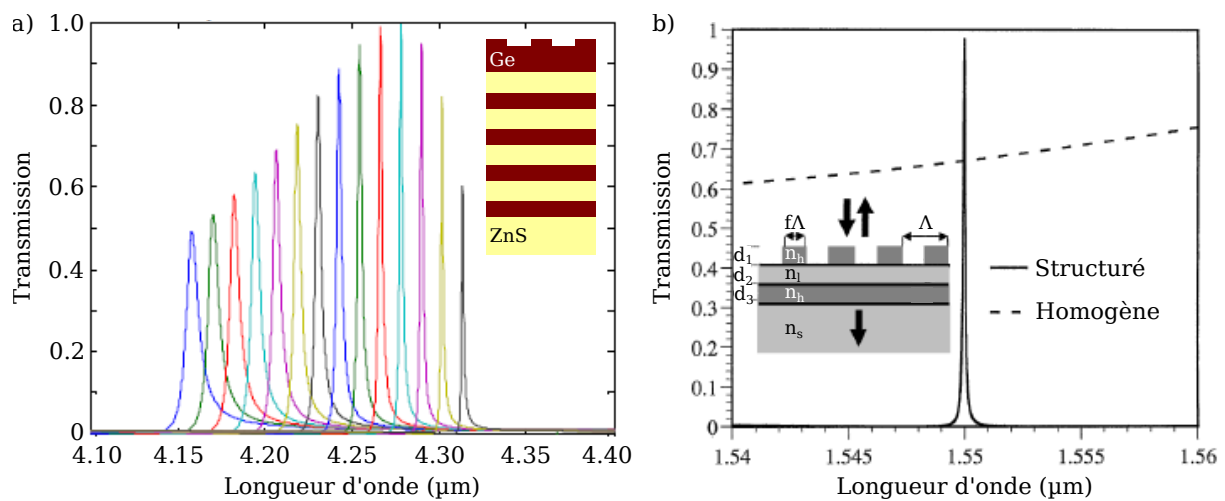 a)
Transmission
1.0
0.8
0.6
0.4
0.2
0
4.10
4.15
4.20
4.25
4.30
4.35
4.40
Longueur d'onde (µm)
Ge
ZnS
b)
Transmission
1
0.9
0.8
0.7
0.6
0.5
0.4
0.3
0.2
0.1
0
1.54
1.545
1.55
1.555
1.56
Longueur d'onde (µm)
fΛ
Λ
d1
nh
d2
nl
d3
nh
ns
Structuré
Homogène